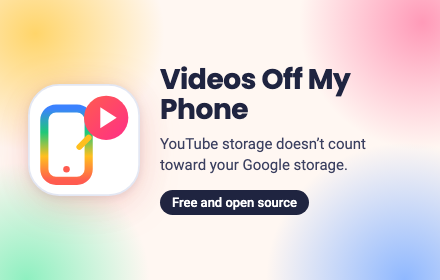 Videos Off My
Phone
YouTube storage doesn’t count
toward your Google storage.
Free and open source